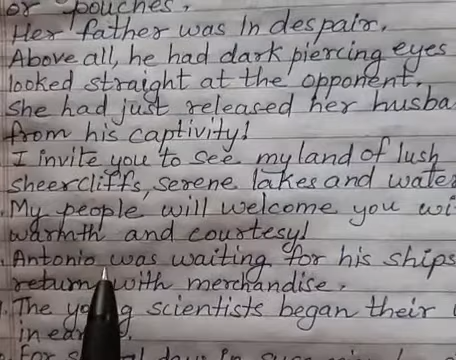 or pouches.
Her father was In despair.
Above all, he had dark piercing eyes
looked straight at the opponent.
She had just released her husba
from his captivity!
I invite you to see my land of lush
sheer cliffs, serene lakes and wate
My people will welcome you wi
warmth and courtesy!
Antonio was waiting for his ships
return with merchandise.
The young scientists began their
in ear
For